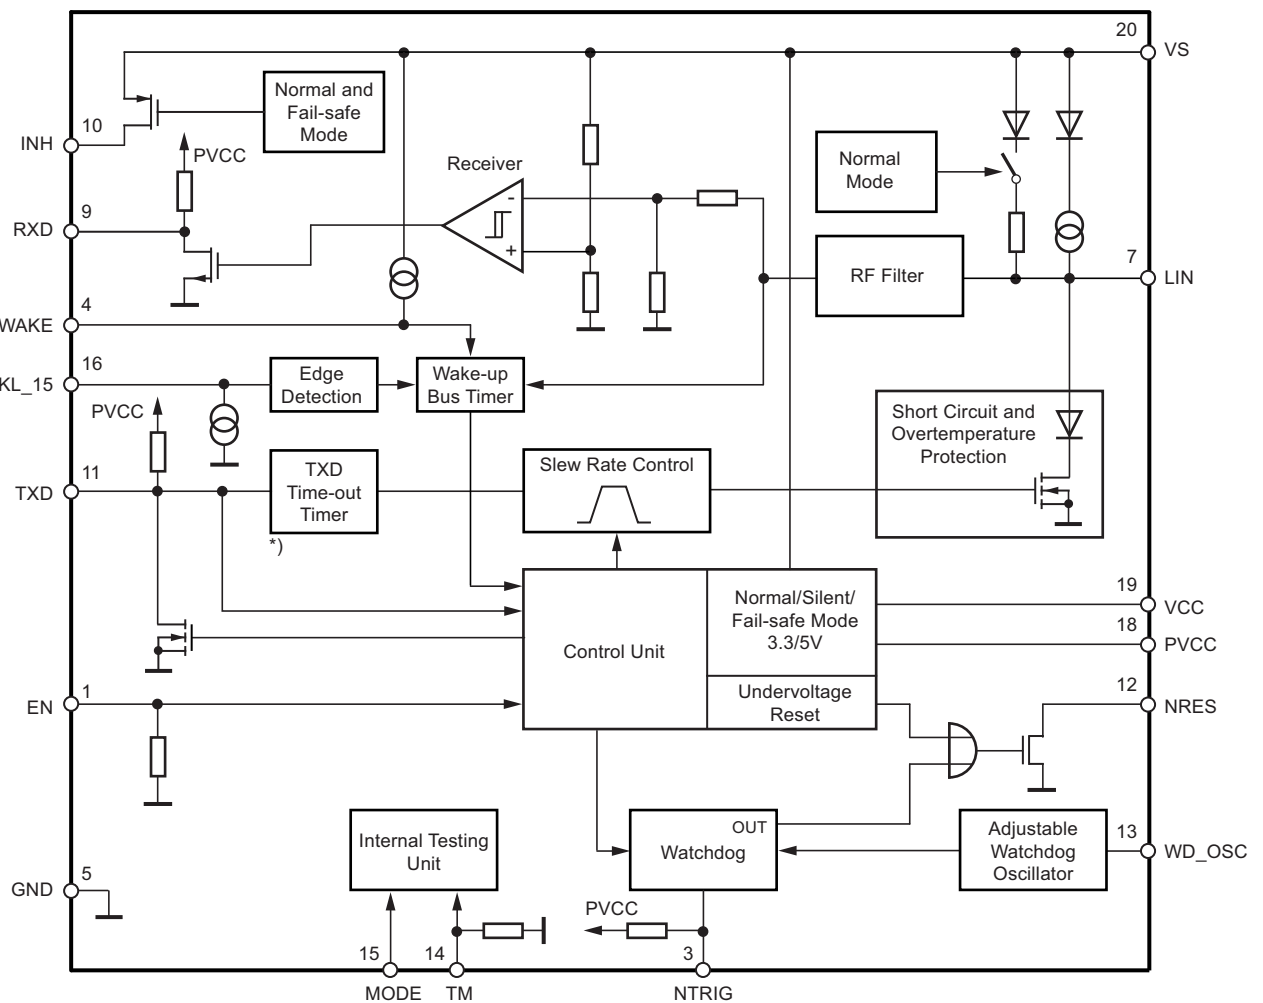 20
VS
Normal and
Fail-safe
Mode
10
INH
PVCC
Receiver
Normal
Mode
-
+
9
RXD
RF Filter
7
LIN
4
WAKE
16
KL_15
Edge
Detection
Wake-up
Bus Timer
PVCC
Short Circuit and
Overtemperature
Protection
11
TXD
TXD
Time-out
Timer
*)
Slew Rate Control
Control Unit
Normal/Silent/
Fail-safe Mode
3.3/5V
19
VCC
18
PVCC
Undervoltage
Reset
12
NRES
1
EN
Internal Testing
Unit
OUT
Watchdog
Adjustable
Watchdog
Oscillator
13
WD_OSC
5
GND
PVCC
15
14
3
MODE
TM
NTRIG